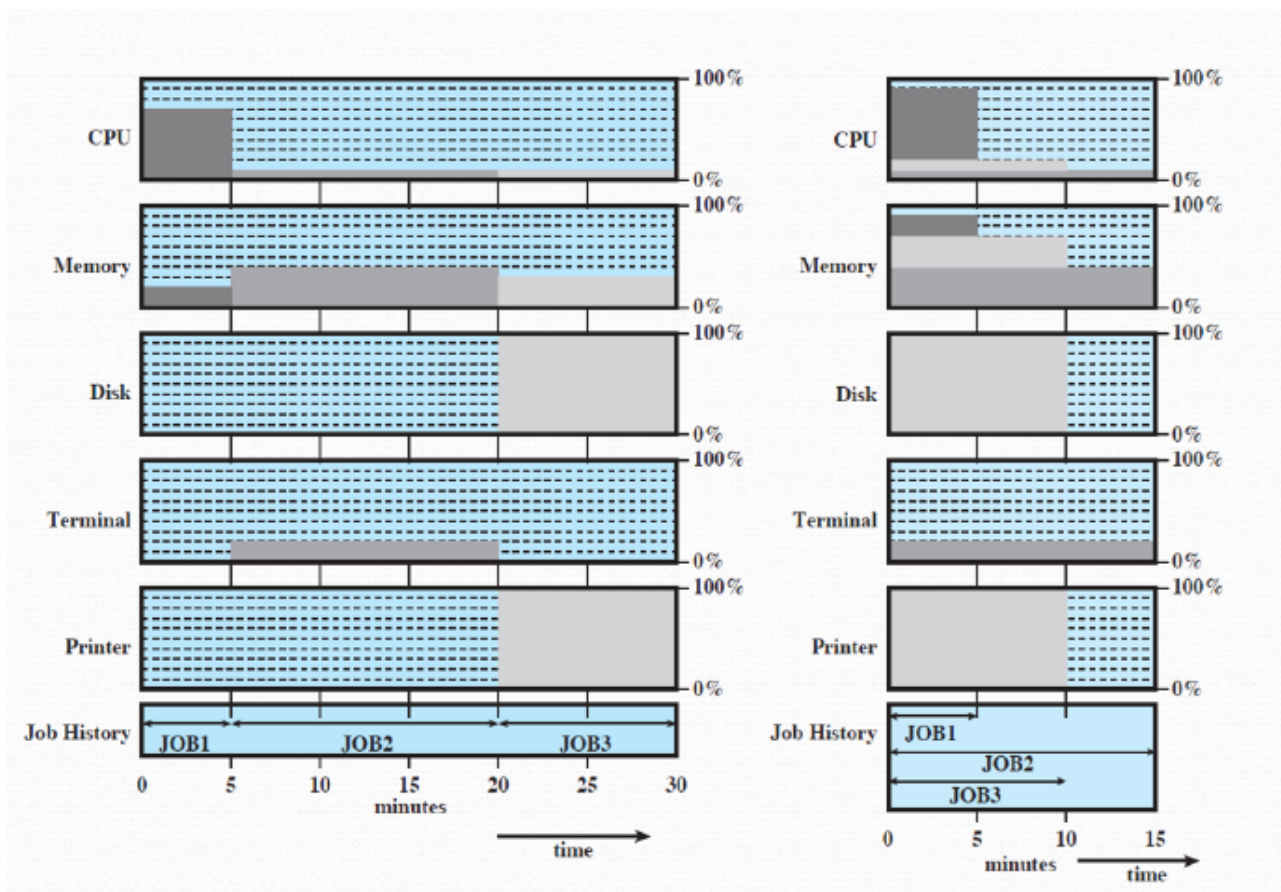 100%
CPU
0%
100%
Memory
0%
100%
Disk
0%
100%
Terminal
0%
100%
Printer
0%
Job History
JOB1 JOB2 JOB3
0 5 10 15 20 25 30
minutes
time
100%
CPU
0%
100%
Memory
0%
100%
Disk
0%
100%
Terminal
0%
100%
Printer
0%
Job History
JOB1
JOB2
JOB3
0 5 10 15
minutes
time